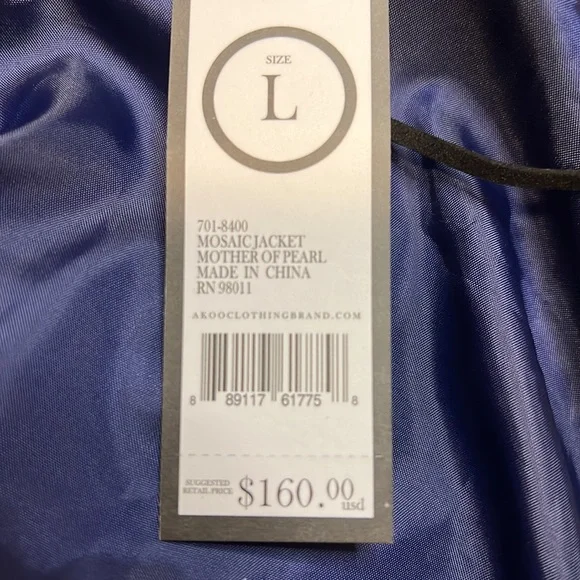 SIZE
L
701-8400
MOSAIC JACKET
MOTHER OF PEARL
MADE IN CHINA
RN 98011
AKOOCLOTHINGBRAND.COM
8 89117 61775 8
SUGGESTED
RETAIL PRICE
$160.00
usd